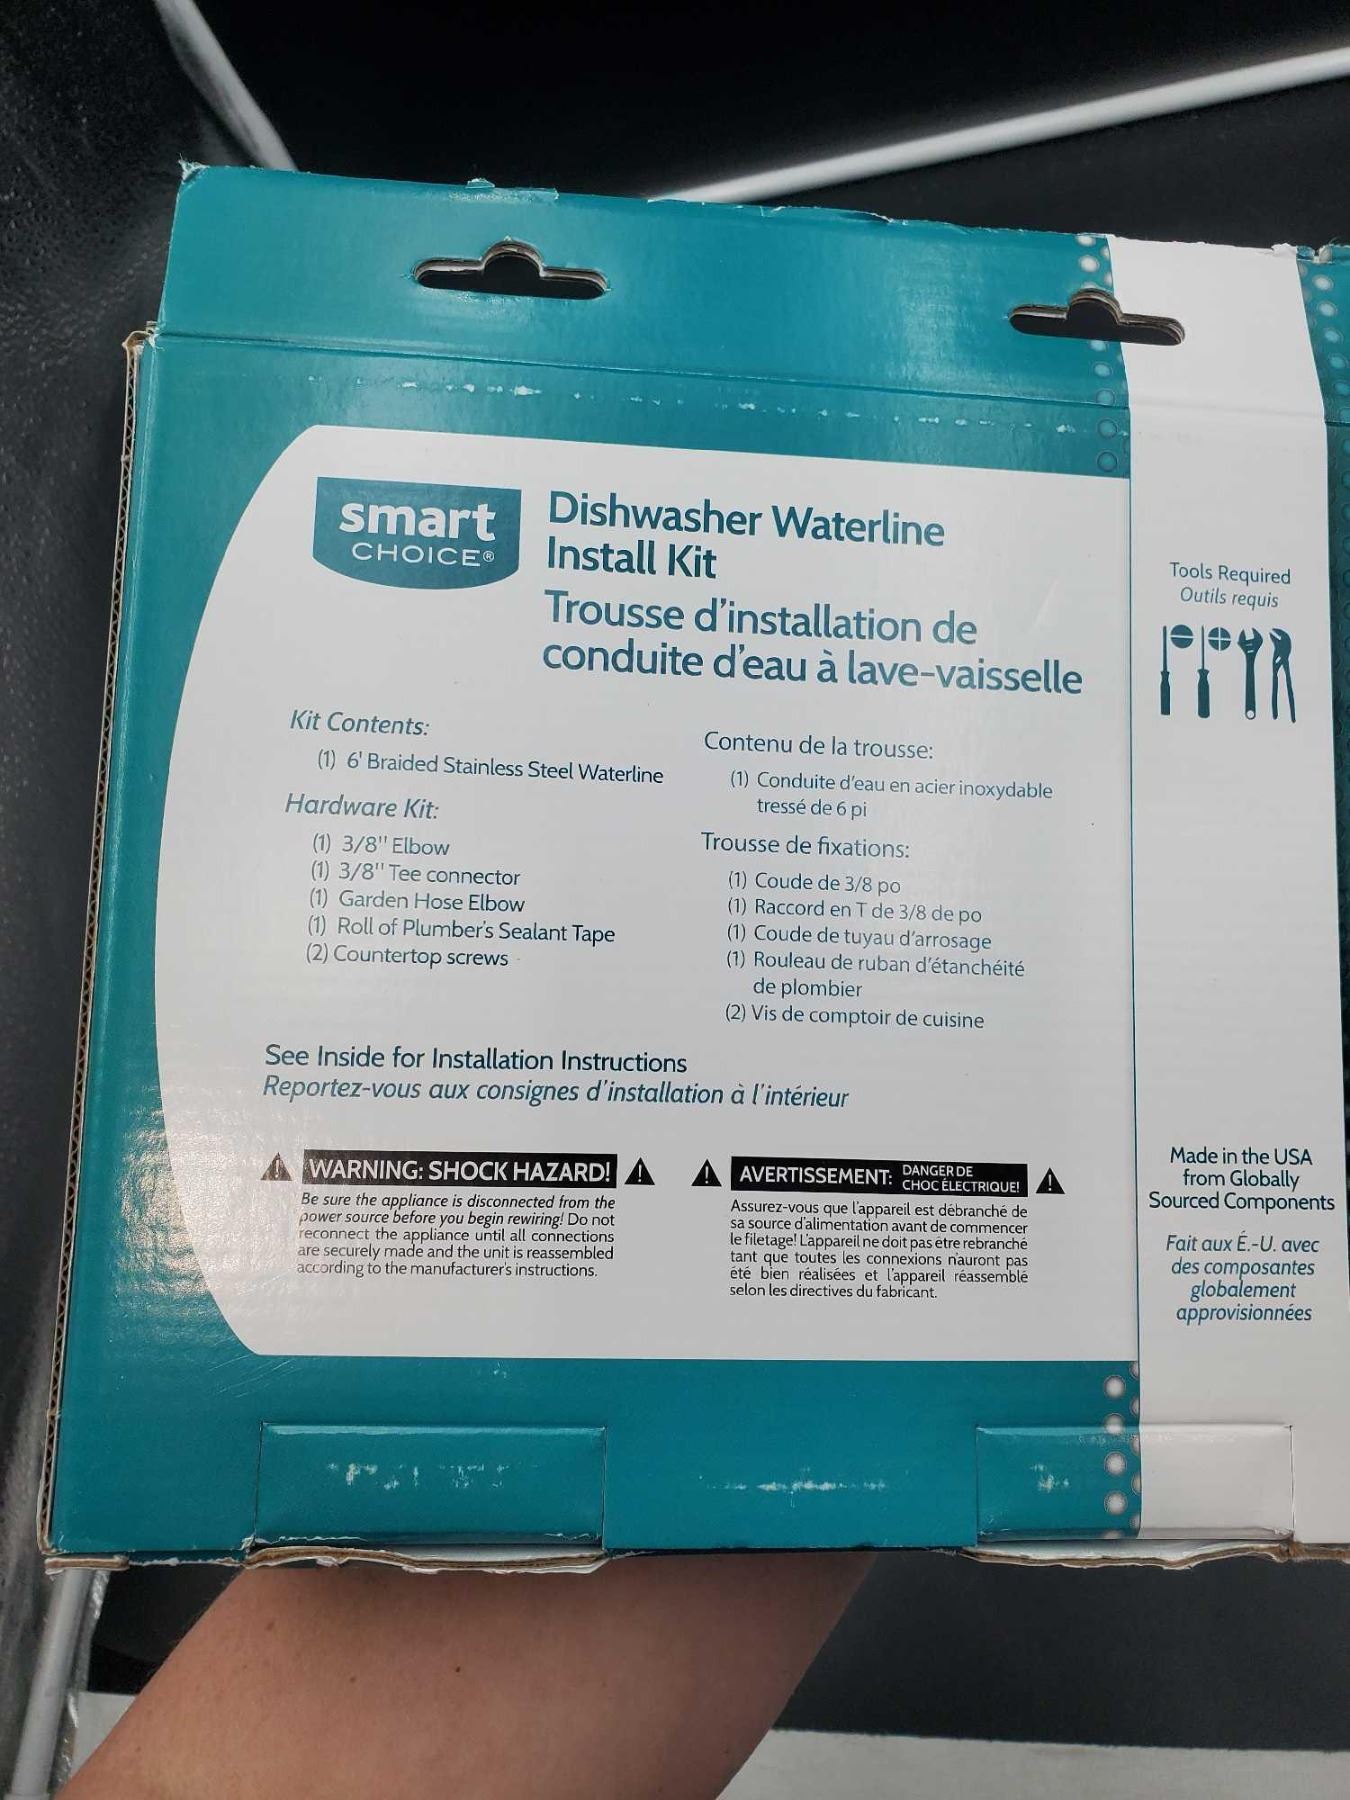 smart
CHOICE®
Dishwasher Waterline
Install Kit
Trousse d'installation de
conduite d'eau à lave-vaisselle
Kit Contents:
(1) 6' Braided Stainless Steel Waterline
Hardware Kit:
(1) 3/8" Elbow
(1) 3/8" Tee connector
(1) Garden Hose Elbow
(1) Roll of Plumber's Sealant Tape
(2) Countertop screws
Contenu de la trousse:
(1) Conduite d'eau en acier inoxydable
tressé de 6 pi
Trousse de fixations:
(1) Coude de 3/8 po
(1) Raccord en T de 3/8 de po
(1) Coude de tuyau d'arrosage
(1) Rouleau de ruban d'étanchéité
de plombier
(2) Vis de comptoir de cuisine
See Inside for Installation Instructions
Reportez-vous aux consignes d'installation à l'intérieur
WARNING: SHOCK HAZARD!
Be sure the appliance is disconnected from the
power source before you begin rewiring! Do not
reconnect the appliance until all connections
are securely made and the unit is reassembled
according to the manufacturer's instructions.
AVERTISSEMENT: DANGER DE
CHOC ÉLECTRIQUE!
Assurez-vous que l'appareil est débranché de
sa source d'alimentation avant de commencer
le filetage! L'appareil ne doit pas être rebranché
tant que toutes les connexions n'auront pas
été bien réalisées et l'appareil réassemblé
selon les directives du fabricant.
Tools Required
Outils requis
Made in the USA
from Globally
Sourced Components
Fait aux É.-U. avec
des composantes
globalement
approvisionnées